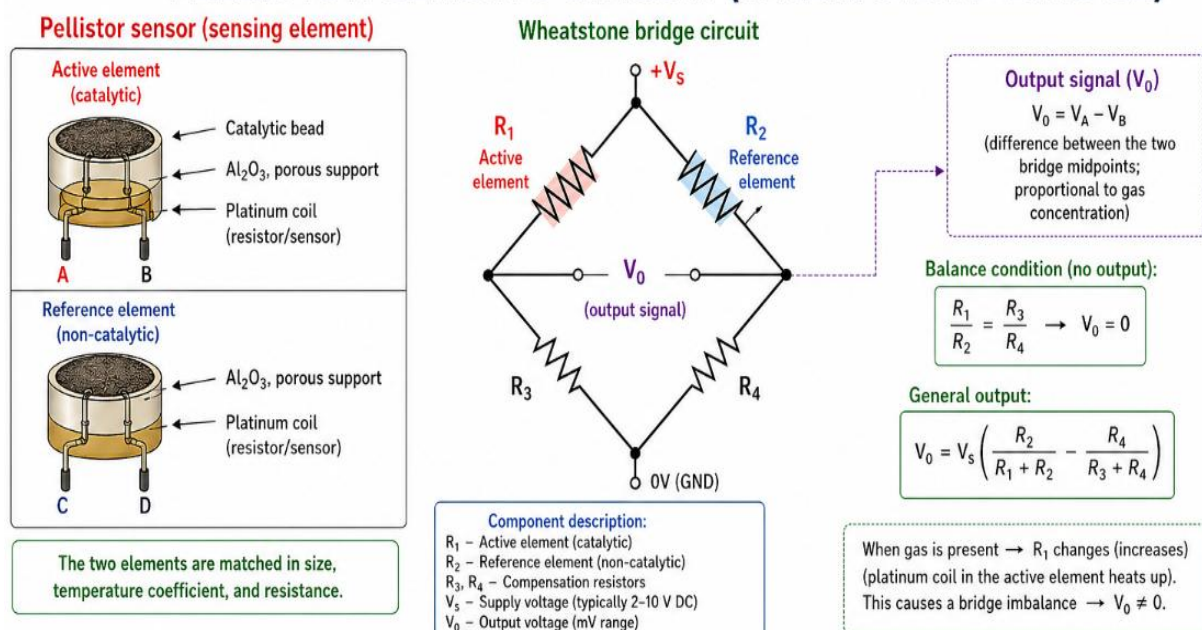 Pellistor sensor (sensing element)
Active element
(catalytic)
Catalytic bead
Al₂O₃, porous support
Platinum coil
(resistor/sensor)
A
B
Reference element
(non-catalytic)
Al₂O₃, porous support
Platinum coil
(resistor/sensor)
C
D
The two elements are matched in size,
temperature coefficient, and resistance.
Wheatstone bridge circuit
+Vₛ
R₁
Active
element
R₂
Reference
element
V₀
(output signal)
R₃
R₄
0V (GND)
Component description:
R₁ – Active element (catalytic)
R₂ – Reference element (non-catalytic)
R₃, R₄ – Compensation resistors
Vₛ – Supply voltage (typically 2–10 V DC)
V₀ – Output voltage (mV range)
Output signal (V₀)
V₀ = V_A – V_B
(difference between the two
bridge midpoints;
proportional to gas
concentration)
Balance condition (no output):
R₁/R₂ = R₃/R₄ → V₀ = 0
General output:
V₀ = Vₛ ( R₂/(R₁ + R₂) – R₄/(R₃ + R₄) )
When gas is present → R₁ changes (increases)
(platinum coil in the active element heats up).
This causes a bridge imbalance → V₀ ≠ 0.